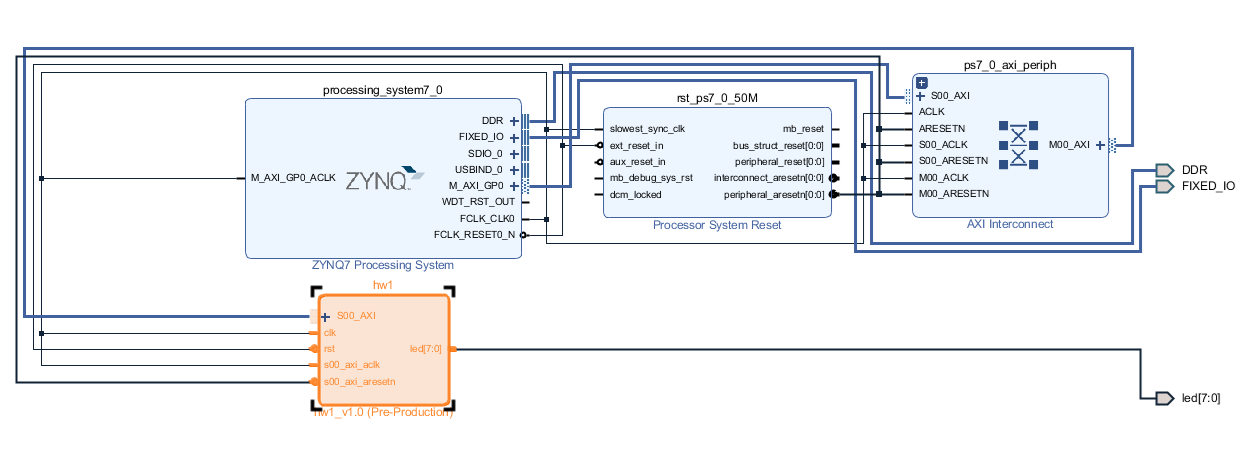 processing_system7_0
DDR
FIXED_IO
SDIO_0
USBIND_0
M_AXI_GP0_ACLK
ZYNQ
M_AXI_GP0
WDT_RST_OUT
FCLK_CLK0
FCLK_RESET0_N
ZYNQ7 Processing System
rst_ps7_0_50M
slowest_sync_clk
mb_reset
ext_reset_in
bus_struct_reset[0:0]
aux_reset_in
peripheral_reset[0:0]
mb_debug_sys_rst
interconnect_aresetn[0:0]
dcm_locked
peripheral_aresetn[0:0]
Processor System Reset
ps7_0_axi_periph
S00_AXI
ACLK
ARESETN
S00_ACLK
M00_AXI
S00_ARESETN
M00_ACLK
M00_ARESETN
AXI Interconnect
DDR
FIXED_IO
hw1
S00_AXI
clk
rst
led[7:0]
s00_axi_aclk
s00_axi_aresetn
hw1_v1.0 (Pre-Production)
led[7:0]